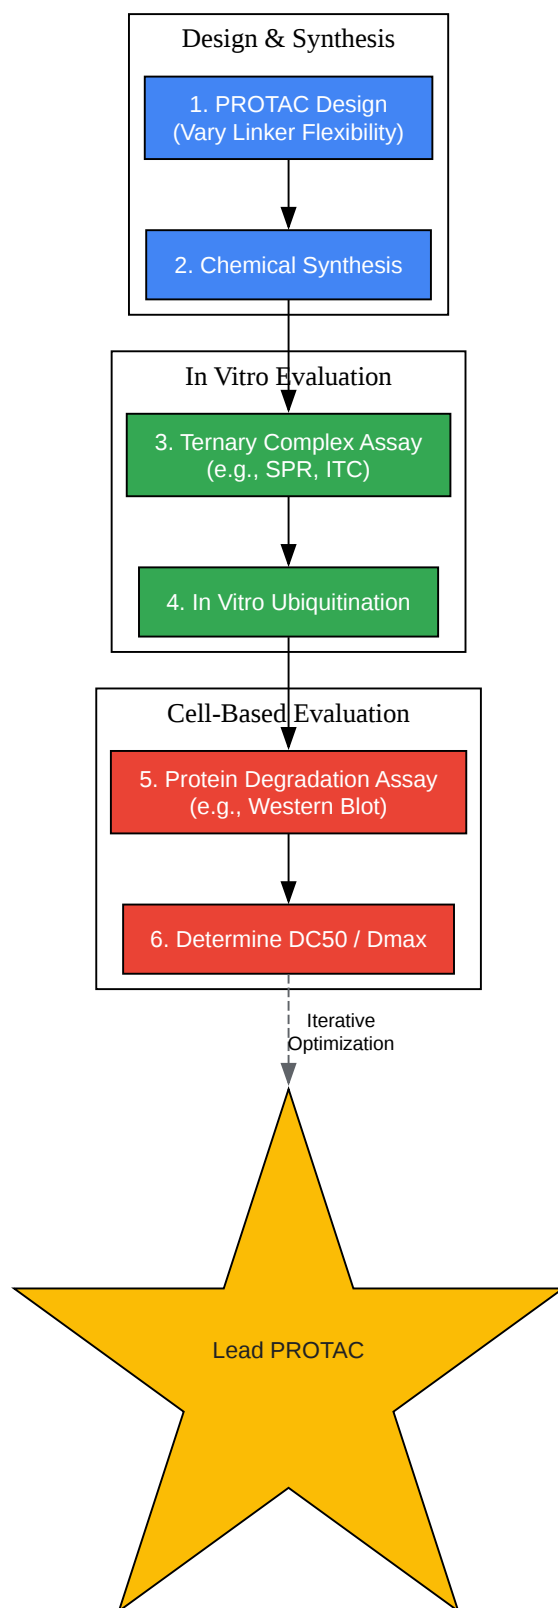 Design & Synthesis
1. PROTAC Design
(Vary Linker Flexibility)
2. Chemical Synthesis
In Vitro Evaluation
3. Ternary Complex Assay
(e.g., SPR, ITC)
4. In Vitro Ubiquitination
Cell-Based Evaluation
5. Protein Degradation Assay
(e.g., Western Blot)
6. Determine DC50 / Dmax
Iterative
Optimization
Lead PROTAC